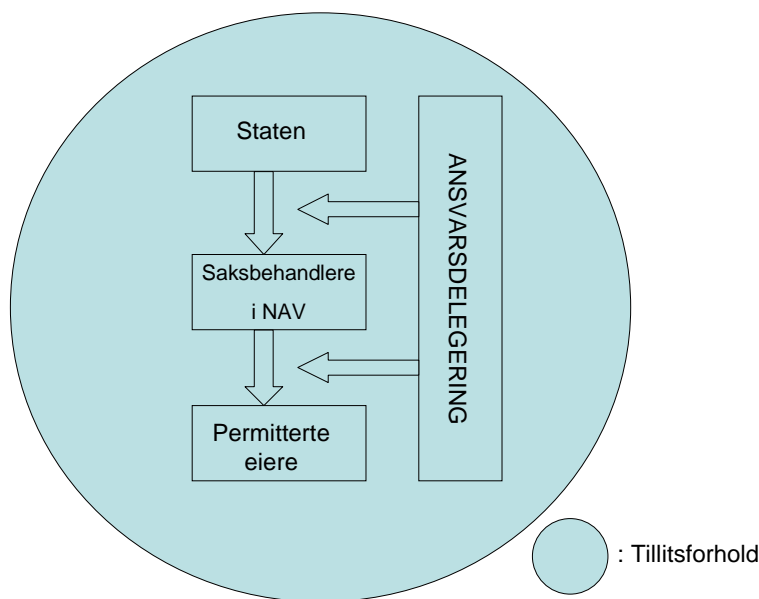 Staten
Saksbehandlere
i NAV
Permitterte
eiere
ANSVARSDELEGERING
: Tillitsforhold